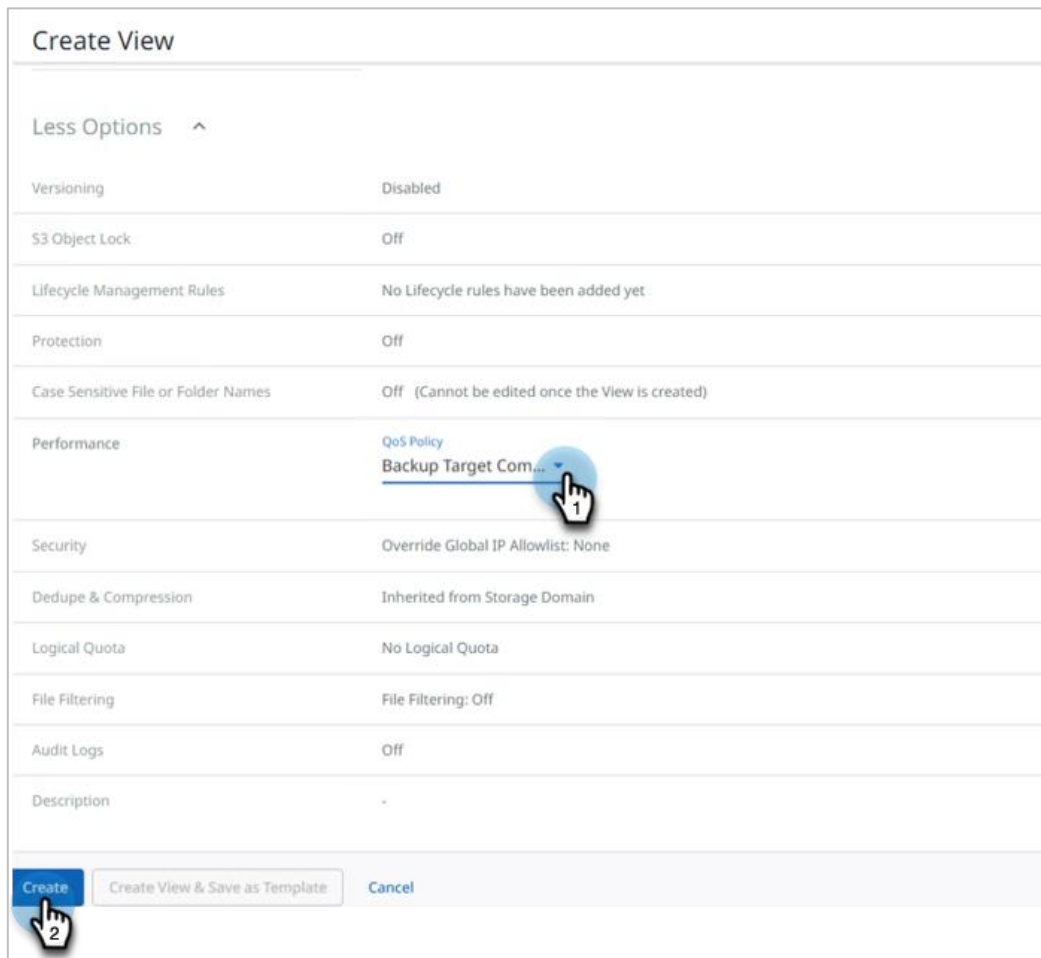 Create View
Less Options
Versioning Disabled
S3 Object Lock Off
Lifecycle Management Rules No Lifecycle rules have been added yet
Protection Off
Case Sensitive File or Folder Names Off (Cannot be edited once the View is created)
Performance QoS Policy
Backup Target Com...
1
Security Override Global IP Allowlist: None
Dedupe & Compression Inherited from Storage Domain
Logical Quota No Logical Quota
File Filtering File Filtering: Off
Audit Logs Off
Description -
Create Create View & Save as Template Cancel
2